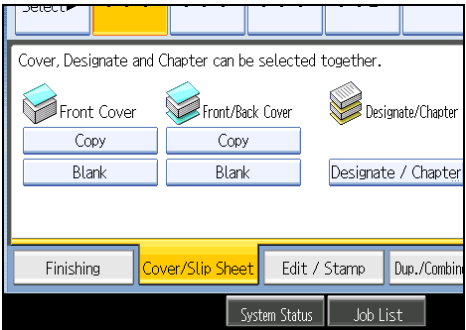 Select►
Cover, Designate and Chapter can be selected together.
Front Cover Front/Back Cover Designate/Chapter
Copy Copy
Blank Blank Designate / Chapter
Finishing Cover/Slip Sheet Edit / Stamp Dup./Combin
System Status Job List